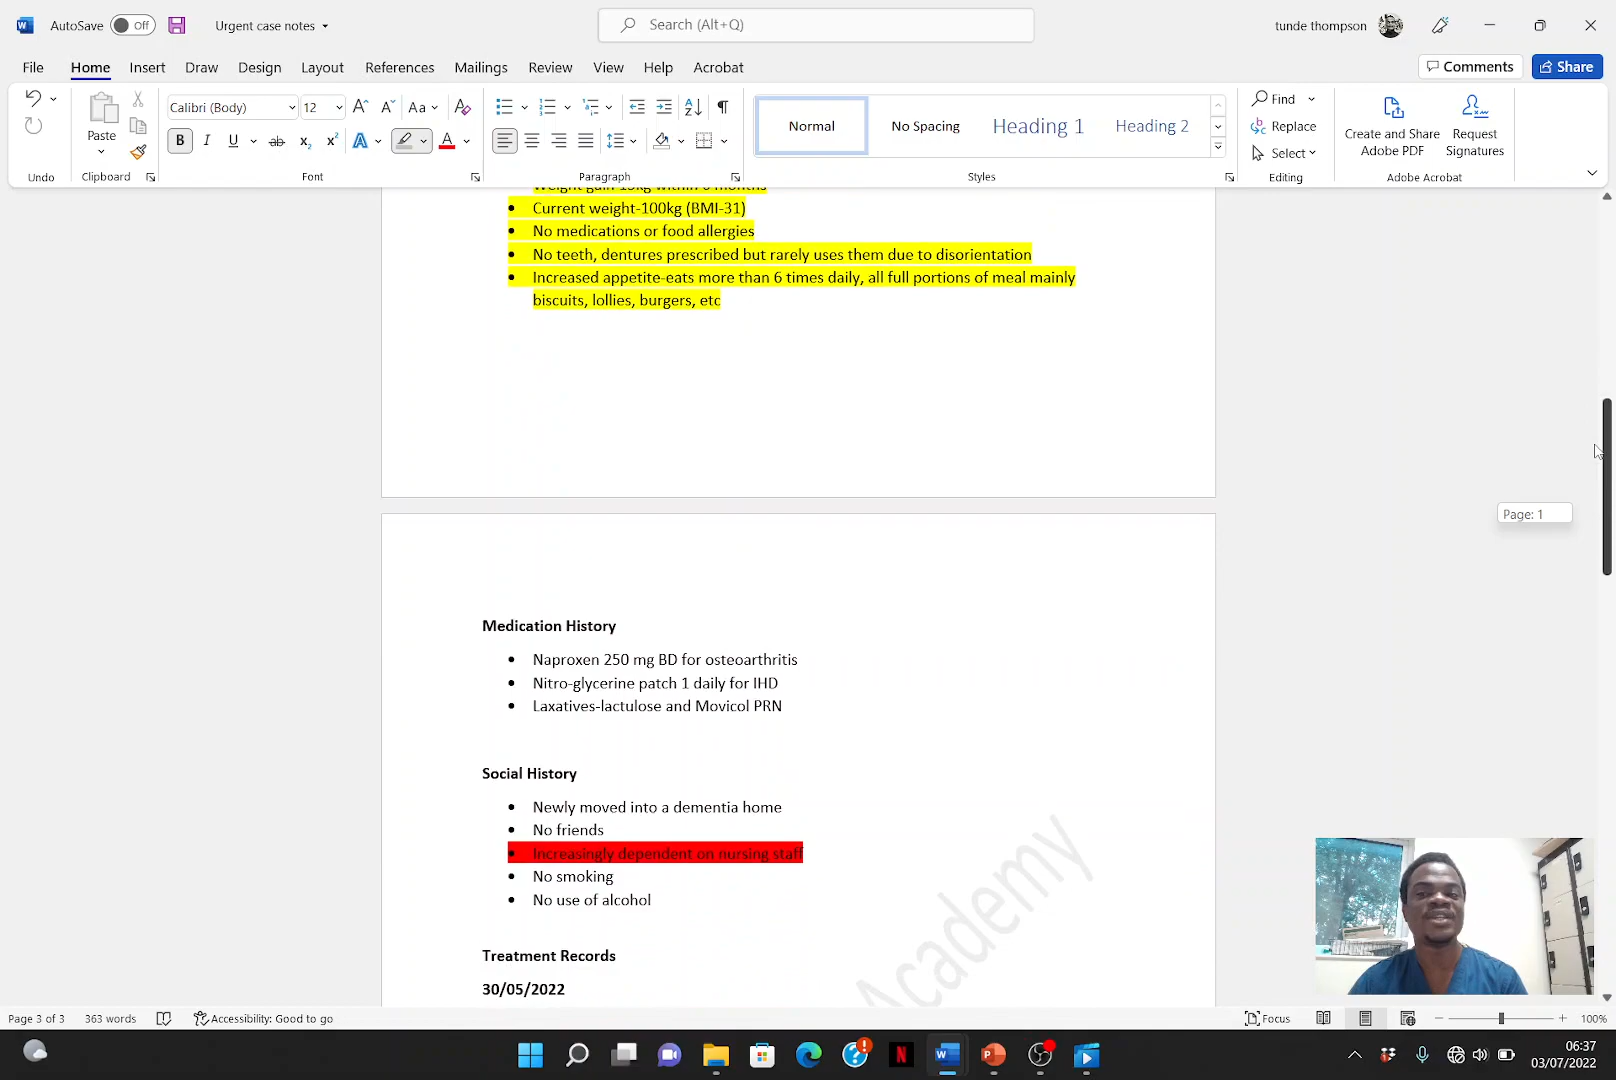 AutoSave Off Urgent case notes Search (Alt+Q) tunde thompson
File Home Insert Draw Design Layout References Mailings Review View Help Acrobat Comments Share
Calibri (Body) 12 Aa
Paste
B I U ab x₂ x² A A
Normal No Spacing Heading 1 Heading 2
Find
Replace
Select
Create and Share
Adobe PDF
Request
Signatures
Undo Clipboard Font Paragraph Styles Editing Adobe Acrobat
Weight gain 15kg within 6 months
• Current weight-100kg (BMI-31)
• No medications or food allergies
• No teeth, dentures prescribed but rarely uses them due to disorientation
• Increased appetite-eats more than 6 times daily, all full portions of meal mainly
biscuits, lollies, burgers, etc
Page: 1
Medication History
• Naproxen 250 mg BD for osteoarthritis
• Nitro-glycerine patch 1 daily for IHD
• Laxatives-lactulose and Movicol PRN
Social History
• Newly moved into a dementia home
• No friends
• Increasingly dependent on nursing staff
• No smoking
• No use of alcohol
Academy
Treatment Records
30/05/2022
Page 3 of 3 363 words Accessibility: Good to go Focus 100%
06:37
03/07/2022